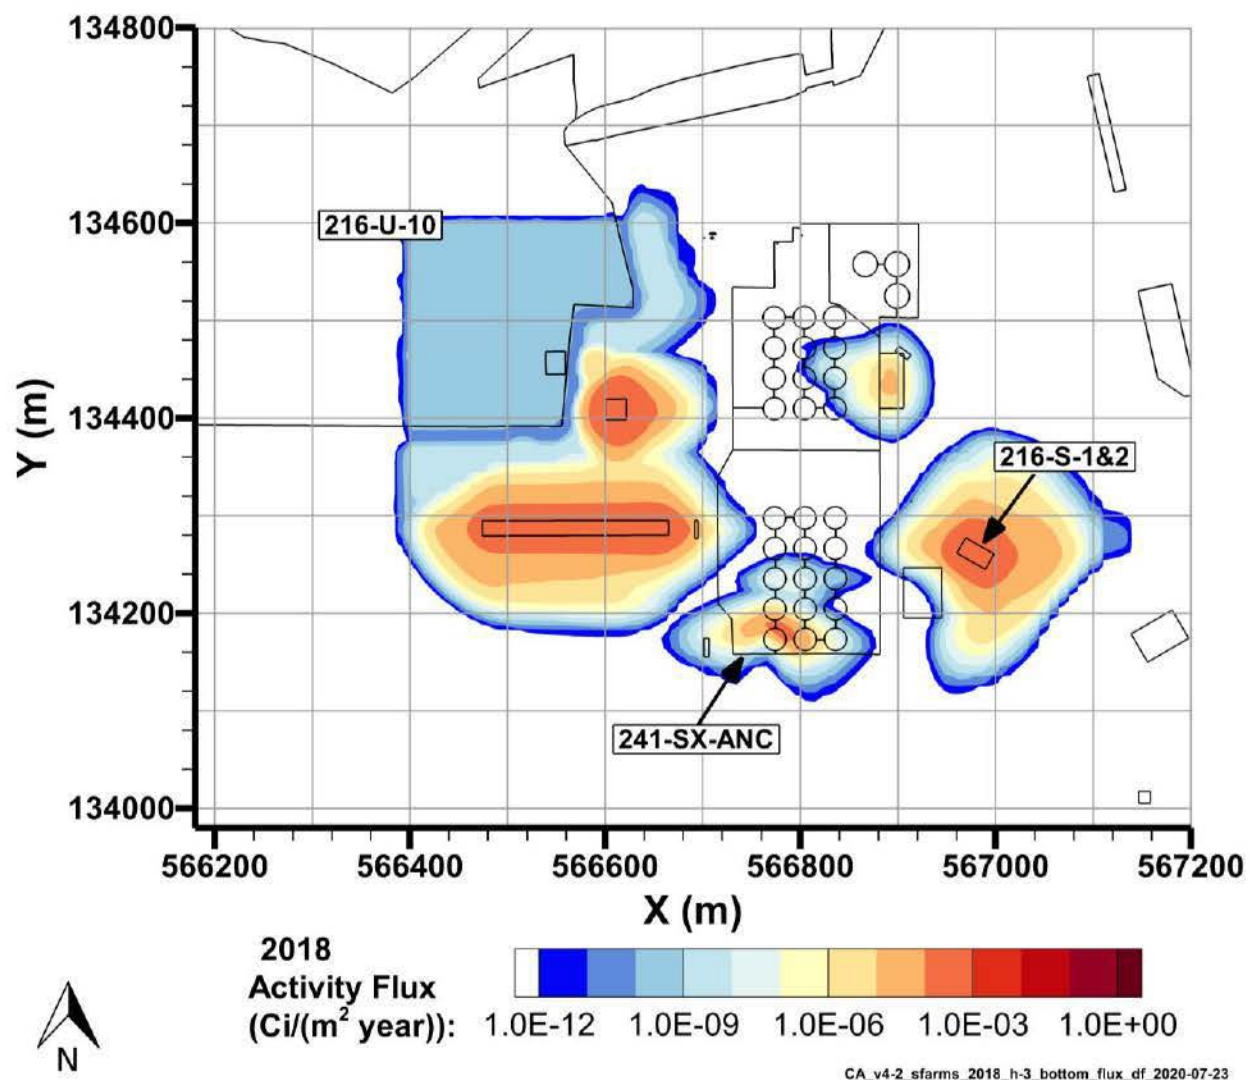 134800
134600
134400
134200
134000
Y (m)
216-U-10
216-S-1&2
241-SX-ANC
566200 566400 566600 566800 567000 567200
X (m)
2018
Activity Flux
(Ci/(m² year)):
1.0E-12 1.0E-09 1.0E-06 1.0E-03 1.0E+00
N
CA_v4-2_sfarms_2018_h-3_bottom_flux_df_2020-07-23